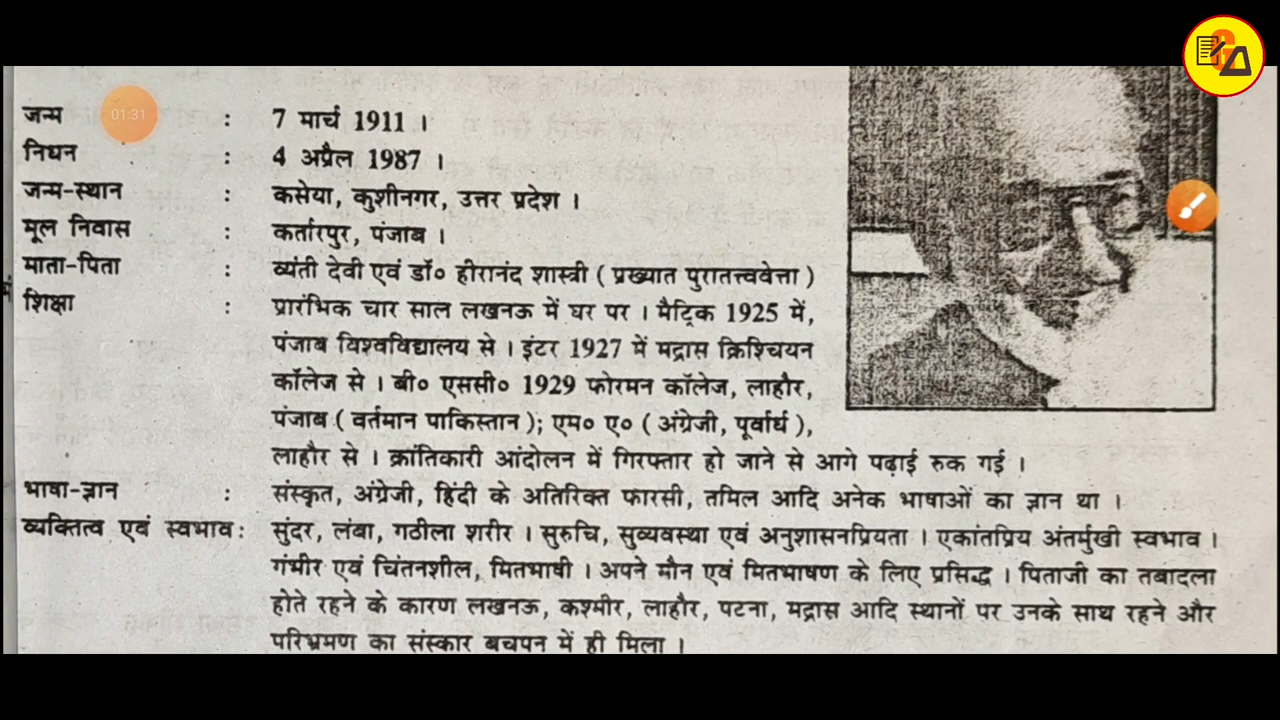 जन्म : 7 मार्च 1911 ।
01:31
निधन : 4 अप्रैल 1987 ।
जन्म-स्थान : कसेया, कुशीनगर, उत्तर प्रदेश ।
मूल निवास : कर्तारपुर, पंजाब ।
माता-पिता : व्यंती देवी एवं डॉ० हीरानंद शास्त्री ( प्रख्यात पुरातत्त्ववेत्ता )
शिक्षा : प्रारंभिक चार साल लखनऊ में घर पर । मैट्रिक 1925 में,
पंजाब विश्वविद्यालय से । इंटर 1927 में मद्रास क्रिश्चियन
कॉलेज से । बी० एससी० 1929 फोरमन कॉलेज, लाहौर,
पंजाब ( वर्तमान पाकिस्तान ); एम० ए० ( अंग्रेजी, पूर्वार्ध ),
लाहौर से । क्रांतिकारी आंदोलन में गिरफ्तार हो जाने से आगे पढ़ाई रुक गई ।
भाषा-ज्ञान : संस्कृत, अंग्रेजी, हिंदी के अतिरिक्त फारसी, तमिल आदि अनेक भाषाओं का ज्ञान था ।
व्यक्तित्व एवं स्वभाव : सुंदर, लंबा, गठीला शरीर । सुरुचि, सुव्यवस्था एवं अनुशासनप्रियता । एकांतप्रिय अंतर्मुखी स्वभाव ।
गंभीर एवं चिंतनशील, मितभाषी । अपने मौन एवं मितभाषण के लिए प्रसिद्ध । पिताजी का तबादला
होते रहने के कारण लखनऊ, कश्मीर, लाहौर, पटना, मद्रास आदि स्थानों पर उनके साथ रहने और
परिभ्रमण का संस्कार बचपन में ही मिला ।